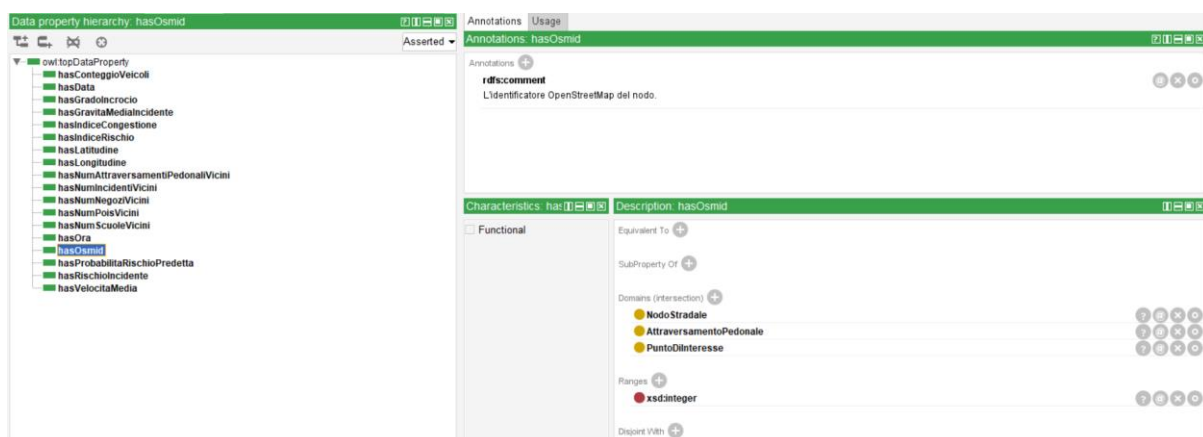 Data property hierarchy: hasOsmid
Asserted
owl:topDataProperty
hasConteggioVeicoli
hasData
hasGradoIncrocio
hasGravitaMediaIncidente
hasIndiceCongestione
hasIndiceRischio
hasLatitudine
hasLongitudine
hasNumAttraversamentiPedonaliVicini
hasNumIncidentiVicini
hasNumNegoziVicini
hasNumPoisVicini
hasNumScuoleVicini
hasOra
hasOsmid
hasProbabilitaRischioPredetta
hasRischioIncidente
hasVelocitaMedia
Annotations Usage
Annotations: hasOsmid
Annotations
rdfs:comment
L'identificatore OpenStreetMap del nodo.
Characteristics: has
Functional
Description: hasOsmid
Equivalent To
SubProperty Of
Domains (intersection)
NodoStradale
AttraversamentoPedonale
PuntoDiInteresse
Ranges
xsd:integer
Disjoint With